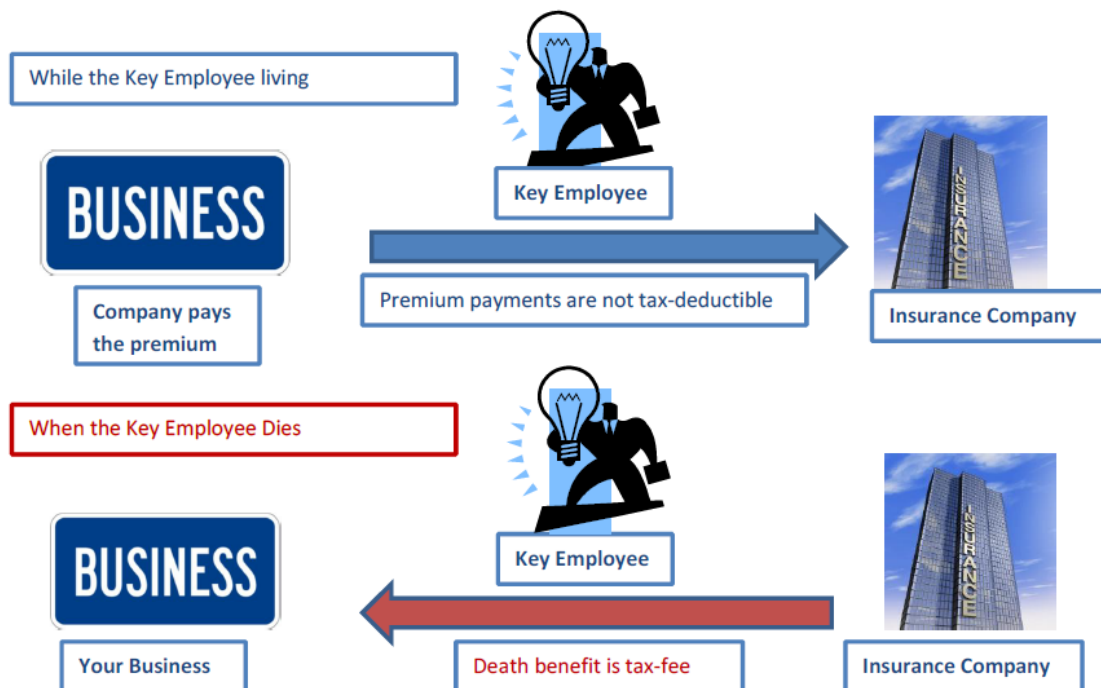 While the Key Employee living
BUSINESS
Key Employee
INSURANCE
Premium payments are not tax-deductible
Company pays
the premium
Insurance Company
When the Key Employee Dies
BUSINESS
Key Employee
INSURANCE
Your Business
Death benefit is tax-fee
Insurance Company